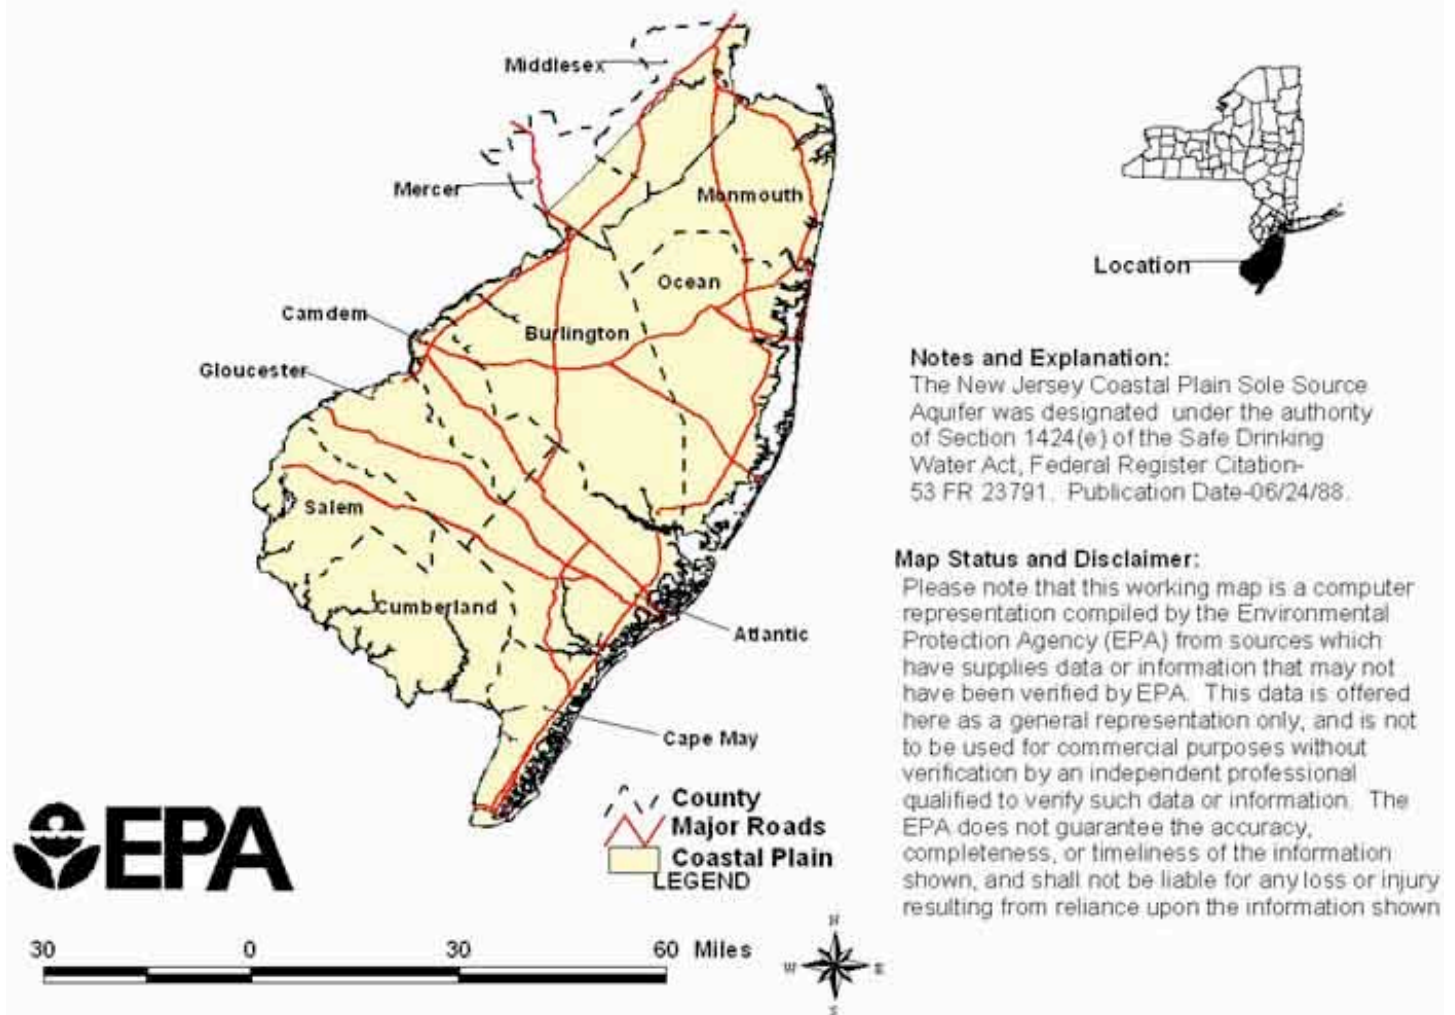 Middlesex
Mercer
Monmouth
Ocean
Camdem
Burlington
Gloucester
Salem
Cumberland
Atlantic
Cape May
Location
Notes and Explanation:
The New Jersey Coastal Plain Sole Source
Aquifer was designated under the authority
of Section 1424(e) of the Safe Drinking
Water Act, Federal Register Citation-
53 FR 23791. Publication Date-06/24/88.
Map Status and Disclaimer:
Please note that this working map is a computer
representation compiled by the Environmental
Protection Agency (EPA) from sources which
have supplies data or information that may not
have been verified by EPA. This data is offered
here as a general representation only, and is not
to be used for commercial purposes without
verification by an independent professional
qualified to verify such data or information. The
EPA does not guarantee the accuracy,
completeness, or timeliness of the information
shown, and shall not be liable for any loss or injury
resulting from reliance upon the information shown
County
Major Roads
Coastal Plain
LEGEND
EPA
30 0 30 60 Miles
N
W E
S